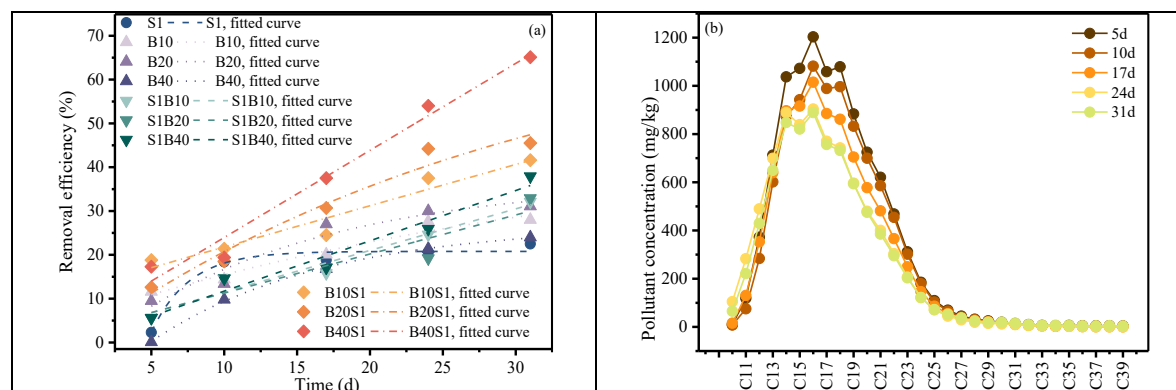 (a)
S1 S1, fitted curve
B10 B10, fitted curve
B20 B20, fitted curve
B40 B40, fitted curve
S1B10 S1B10, fitted curve
S1B20 S1B20, fitted curve
S1B40 S1B40, fitted curve
B10S1 B10S1, fitted curve
B20S1 B20S1, fitted curve
B40S1 B40S1, fitted curve
Removal efficiency (%)
70
60
50
40
30
20
10
0
5 10 15 20 25 30
Time (d)
(b)
5d
10d
17d
24d
31d
Pollutant concentration (mg/kg)
1200
1000
800
600
400
200
0
C11 C13 C15 C17 C19 C21 C23 C25 C27 C29 C31 C33 C35 C37 C39